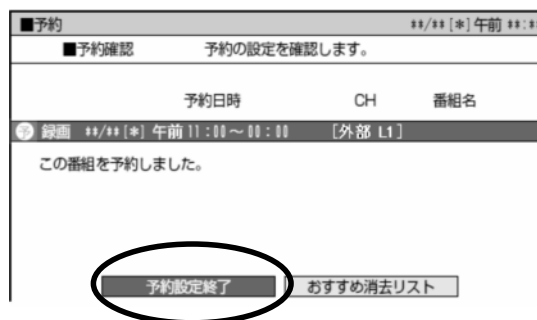 ■予約 **/**[*]午前 **:*
■予約確認 予約の設定を確認します。
予約日時 CH 番組名
予 録画 **/**[*] 午前11:00～00:00 [外部 L1]
この番組を予約しました。
予約設定終了 おすすめ消去リスト